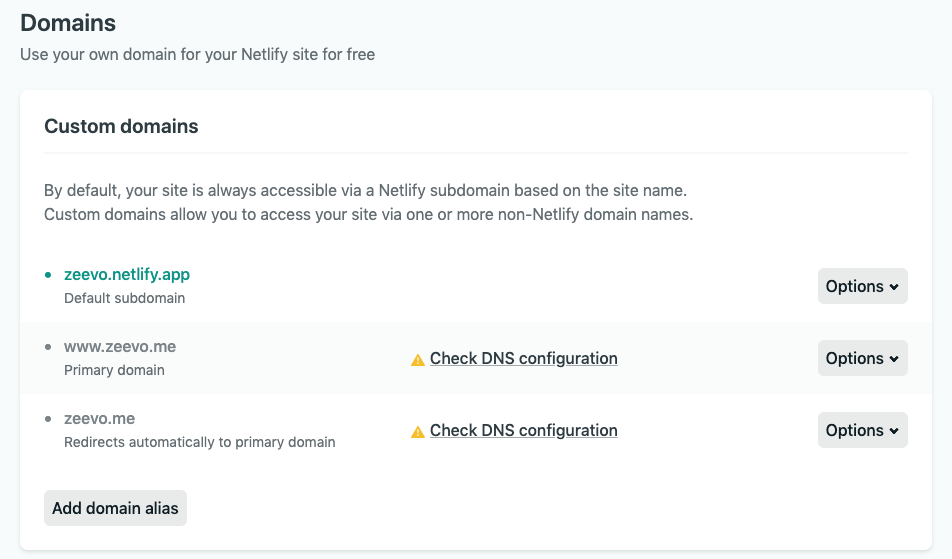 Domains
Use your own domain for your Netlify site for free
Custom domains
By default, your site is always accessible via a Netlify subdomain based on the site name.
Custom domains allow you to access your site via one or more non-Netlify domain names.
zeevo.netlify.app
Default subdomain
Options
www.zeevo.me
Primary domain
Check DNS configuration
Options
zeevo.me
Redirects automatically to primary domain
Check DNS configuration
Options
Add domain alias